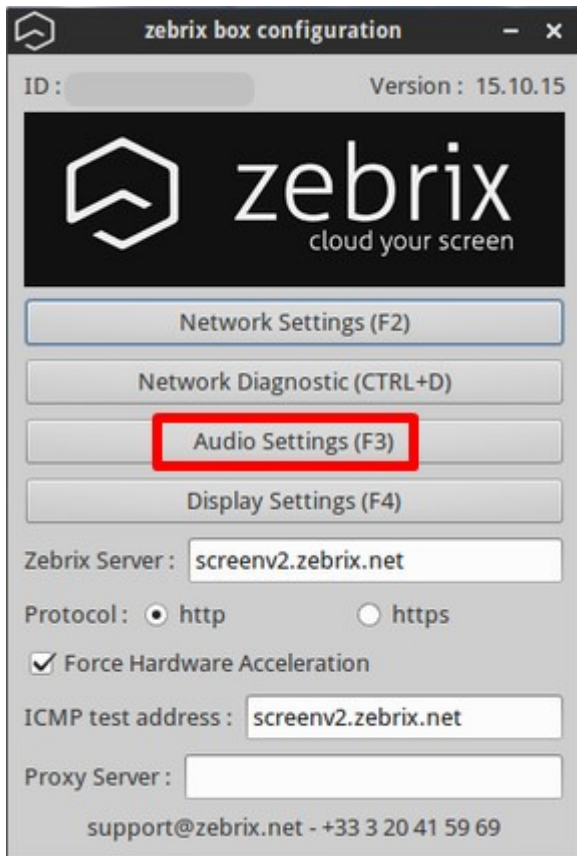 zebrix box configuration
ID : Version : 15.10.15
zebrix
cloud your screen
Network Settings (F2)
Network Diagnostic (CTRL+D)
Audio Settings (F3)
Display Settings (F4)
Zebrix Server : screenv2.zebrix.net
Protocol : http https
Force Hardware Acceleration
ICMP test address : screenv2.zebrix.net
Proxy Server :
support@zebrix.net - +33 3 20 41 59 69